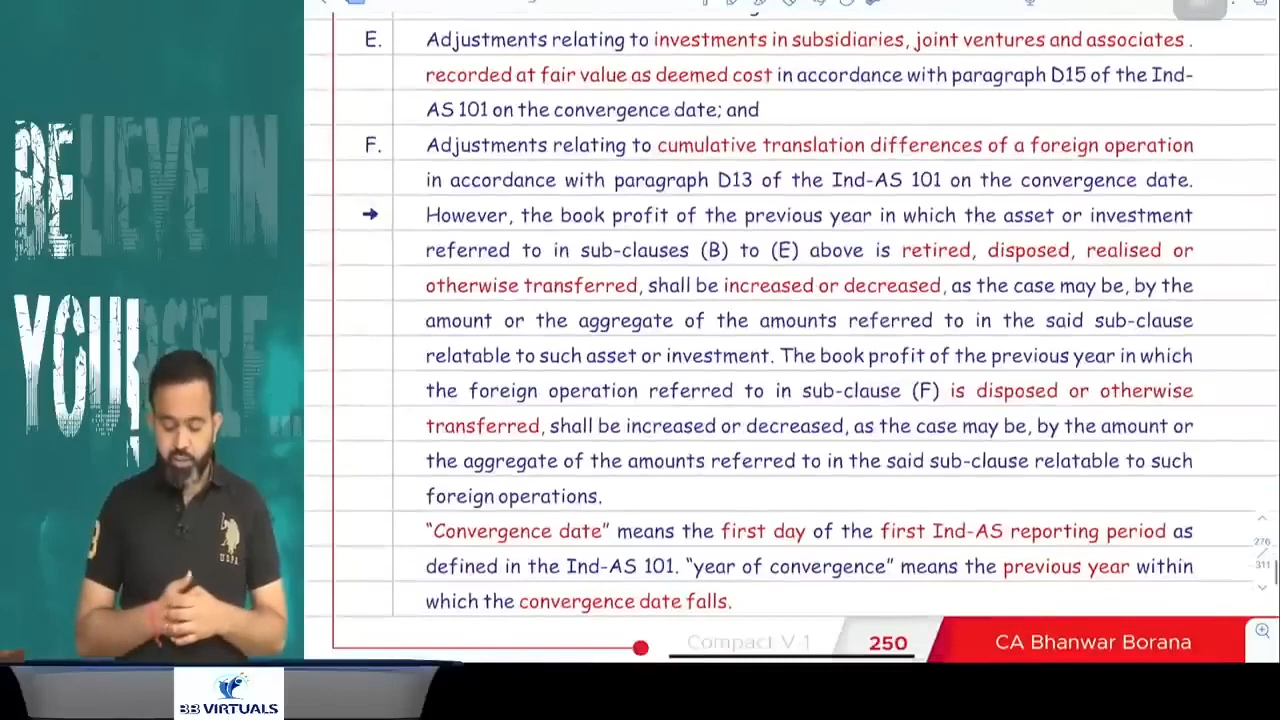 BELIEVE IN
YOURSELF
E. Adjustments relating to investments in subsidiaries, joint ventures and associates .
recorded at fair value as deemed cost in accordance with paragraph D15 of the Ind-
AS 101 on the convergence date; and
F. Adjustments relating to cumulative translation differences of a foreign operation
in accordance with paragraph D13 of the Ind-AS 101 on the convergence date.
→ However, the book profit of the previous year in which the asset or investment
referred to in sub-clauses (B) to (E) above is retired, disposed, realised or
otherwise transferred, shall be increased or decreased, as the case may be, by the
amount or the aggregate of the amounts referred to in the said sub-clause
relatable to such asset or investment. The book profit of the previous year in which
the foreign operation referred to in sub-clause (F) is disposed or otherwise
transferred, shall be increased or decreased, as the case may be, by the amount or
the aggregate of the amounts referred to in the said sub-clause relatable to such
foreign operations.
"Convergence date" means the first day of the first Ind-AS reporting period as
defined in the Ind-AS 101. "year of convergence" means the previous year within
which the convergence date falls.
276
/
311
Compact V 1 250 CA Bhanwar Borana
3
U.S.P.A.
BB VIRTUALS